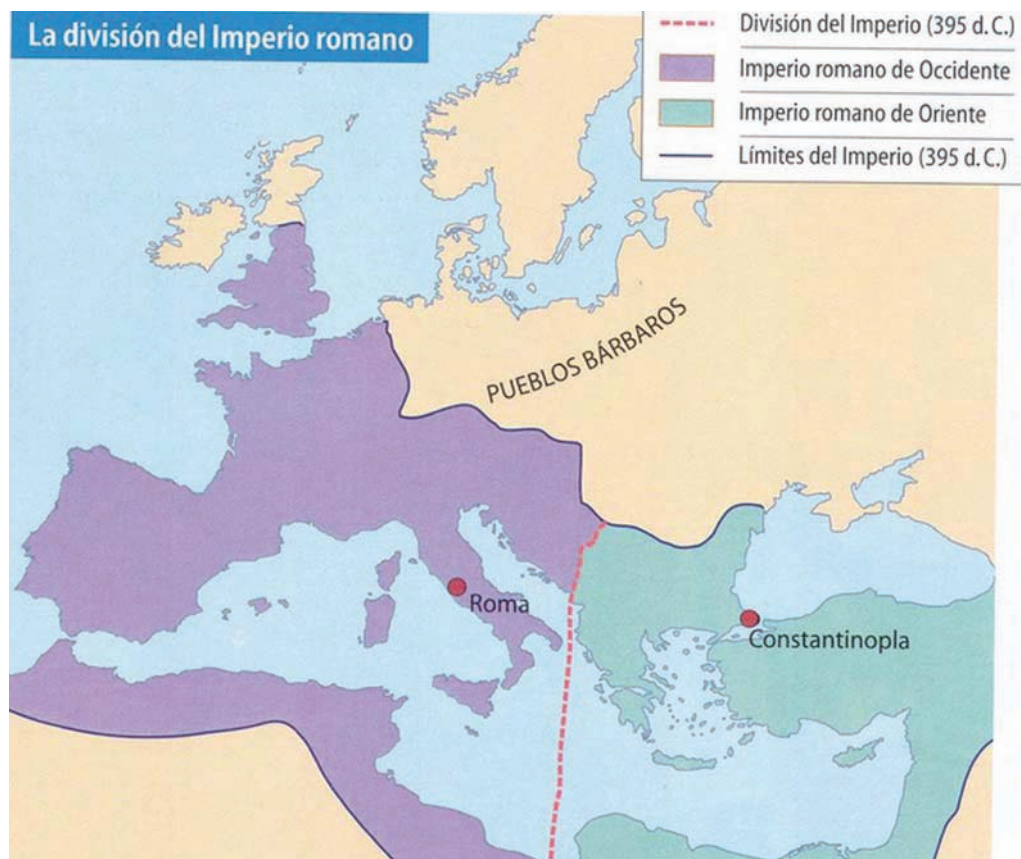 La división del Imperio romano
División del Imperio (395 d. C.)
Imperio romano de Occidente
Imperio romano de Oriente
Límites del Imperio (395 d. C.)
PUEBLOS BÁRBAROS
Roma
Constantinopla